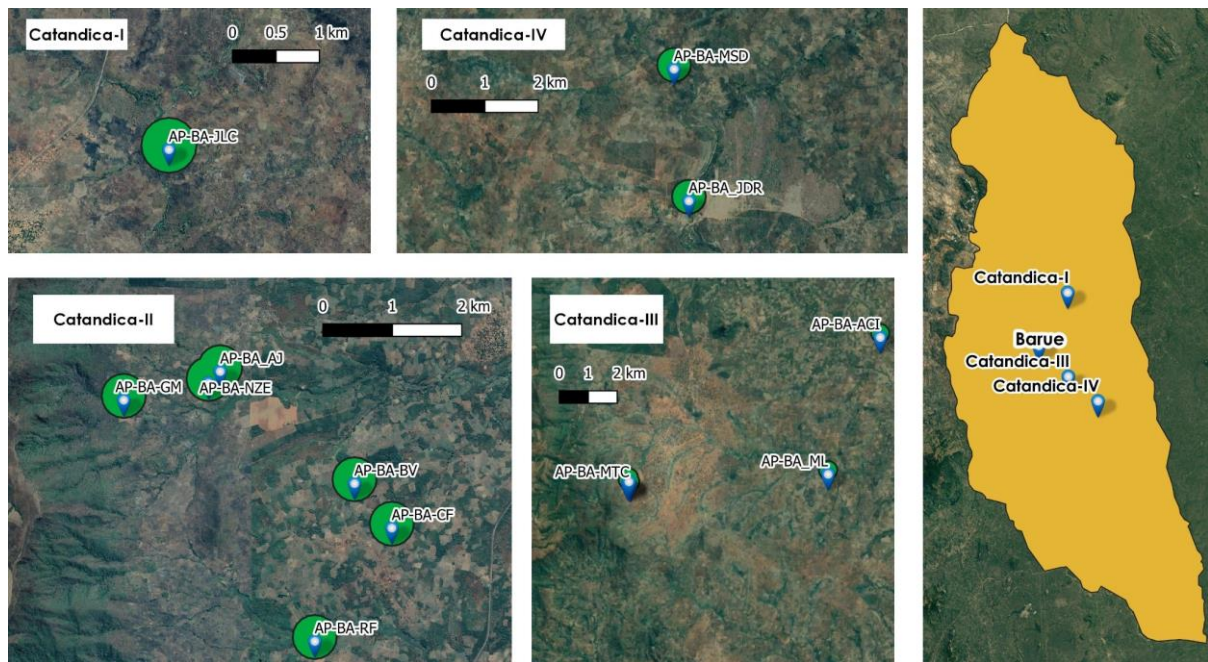 Catandica-I
0 0.5 1 km
AP-BA-JLC
Catandica-IV
0 1 2 km
AP-BA-MSD
AP-BA_JDR
Catandica-II
0 1 2 km
AP-BA_AJ
AP-BA-GM
AP-BA-NZE
AP-BA-BV
AP-BA-CF
AP-BA-RF
Catandica-III
0 1 2 km
AP-BA-ACI
AP-BA-MTC
AP-BA_ML
Catandica-I
Barue
Catandica-III
Catandica-IV